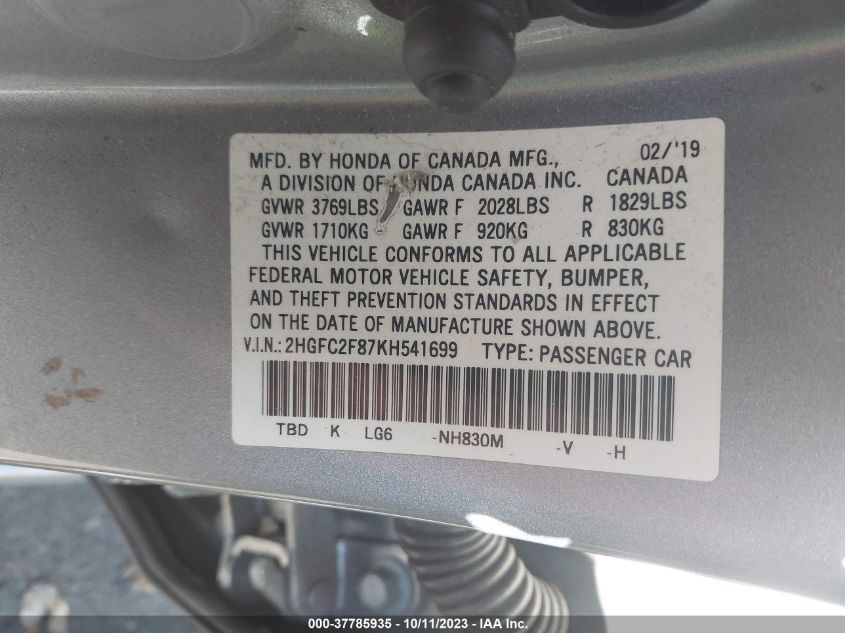 MFD. BY HONDA OF CANADA MFG., 02/'19
A DIVISION OF HONDA CANADA INC. CANADA
GVWR 3769LBS GAWR F 2028LBS R 1829LBS
GVWR 1710KG GAWR F 920KG R 830KG
THIS VEHICLE CONFORMS TO ALL APPLICABLE
FEDERAL MOTOR VEHICLE SAFETY, BUMPER,
AND THEFT PREVENTION STANDARDS IN EFFECT
ON THE DATE OF MANUFACTURE SHOWN ABOVE.
V.I.N.: 2HGFC2F87KH541699 TYPE: PASSENGER CAR
TBD K LG6 -NH830M -V -H
000-37785935 - 10/11/2023 - IAA Inc.